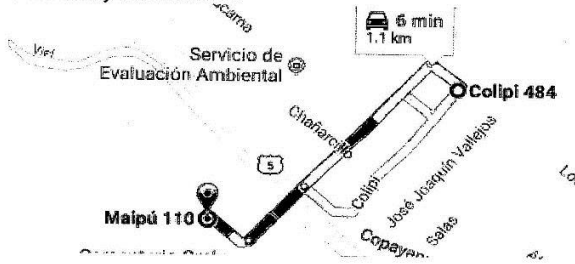 6 min
1.1 km
Viel
Servicio de
Evaluación Ambiental
Colipi 484
Chañarcillo
5
José Joaquín Vallejos
Colipi
Maipú 110
Salas